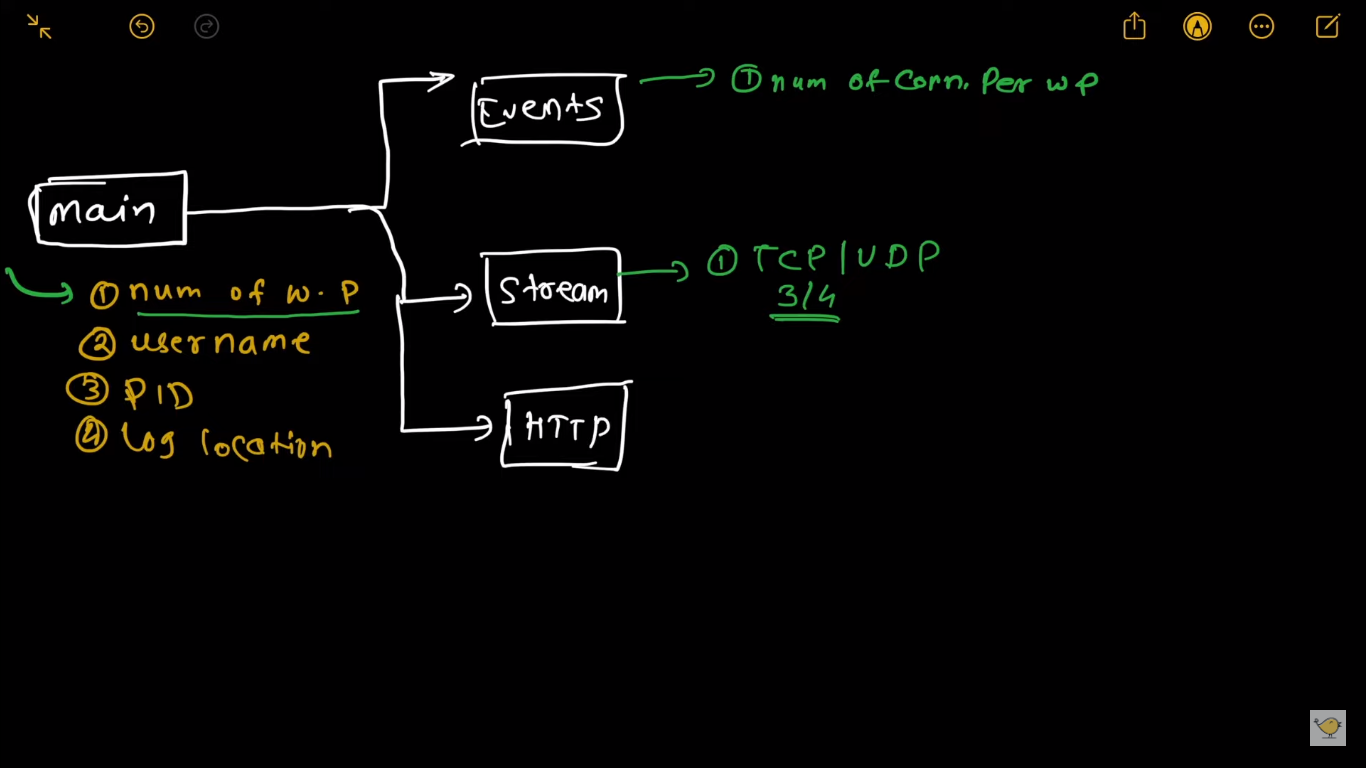 Events
① num of Conn. Per w p
main
Stream
① TCP/UDP
3/4
① num of w.p
② username
③ PID
④ Log location
HTTP